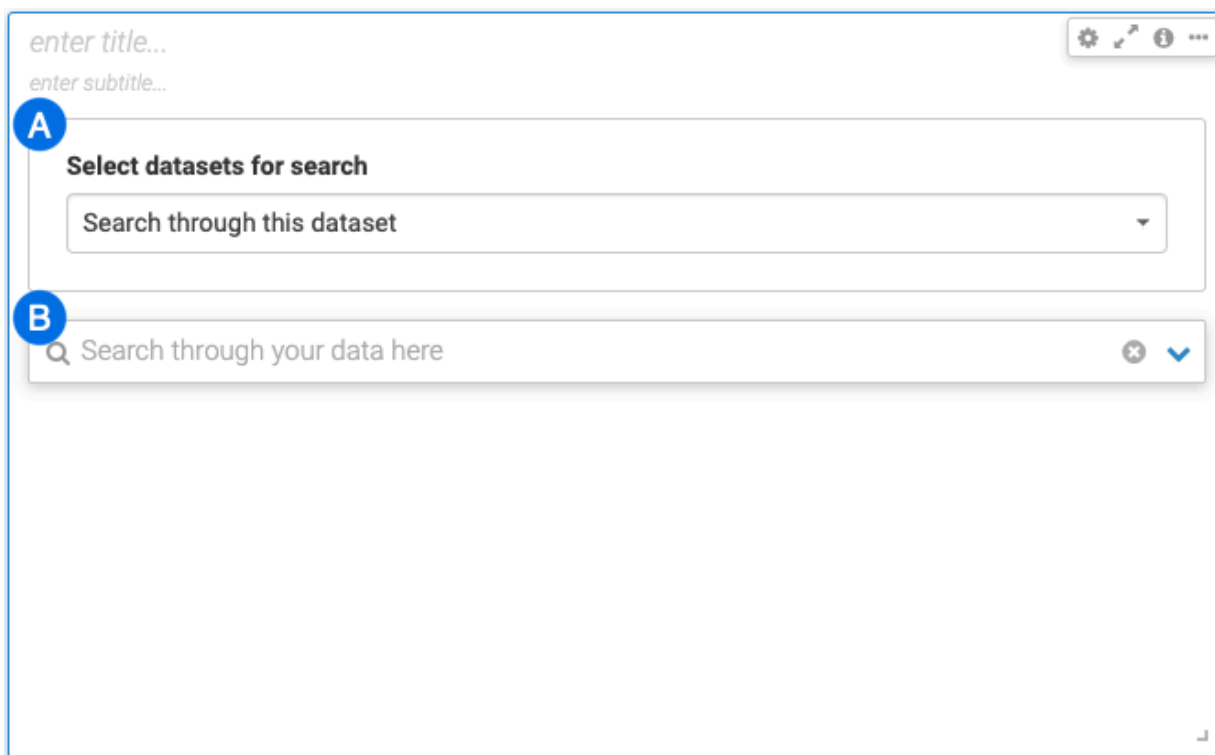 enter title...
enter subtitle...
A
Select datasets for search
Search through this dataset
B
Search through your data here